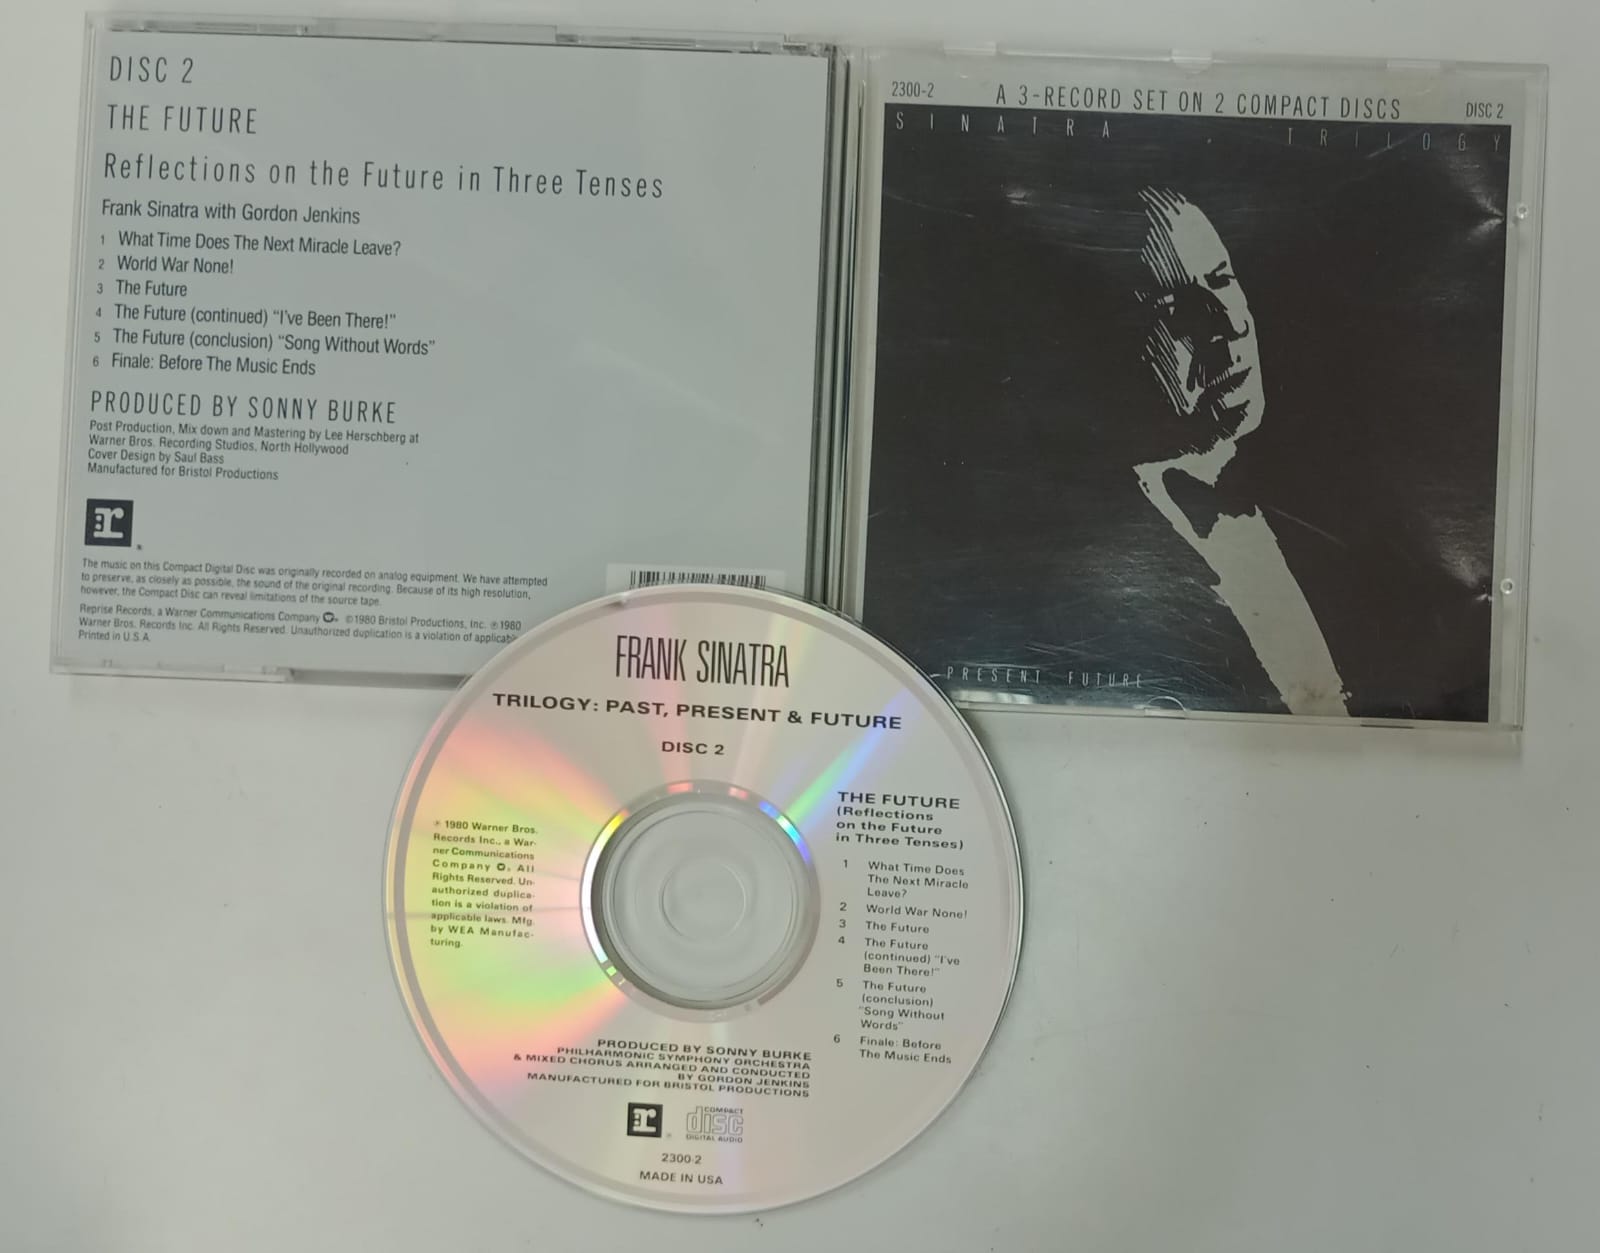 DISC 2
THE FUTURE
Reflections on the Future in Three Tenses
Frank Sinatra with Gordon Jenkins
1 What Time Does The Next Miracle Leave?
2 World War None!
3 The Future
4 The Future (continued) "I've Been There!"
5 The Future (conclusion) "Song Without Words"
6 Finale: Before The Music Ends
PRODUCED BY SONNY BURKE
Post Production, Mix down and Mastering by Lee Herschberg at
Warner Bros. Recording Studios, North Hollywood
Cover Design by Saul Bass
Manufactured for Bristol Productions
r
The music on this Compact Digital Disc was originally recorded on analog equipment. We have attempted
to preserve, as closely as possible, the sound of the original recording. Because of its high resolution,
however, the Compact Disc can reveal limitations of the source tape.
Reprise Records, a Warner Communications Company. ©1980 Bristol Productions, Inc. ℗1980
Warner Bros. Records Inc. All Rights Reserved. Unauthorized duplication is a violation of
Printed in U.S.A.
2300-2
A 3-RECORD SET ON 2 COMPACT DISCS
DISC 2
SINATRA TRILOGY
PRESENT FUTURE
FRANK SINATRA
TRILOGY: PAST, PRESENT & FUTURE
DISC 2
℗ 1980 Warner Bros.
Records Inc., a War-
ner Communications
Company. All
Rights Reserved. Un-
authorized duplica-
tion is a violation of
applicable laws. Mfg.
by WEA Manufac-
turing.
THE FUTURE
(Reflections
on the Future
in Three Tenses)
1 What Time Does
The Next Miracle
Leave?
2 World War None!
3 The Future
4 The Future
(continued) "I've
Been There!"
5 The Future
(conclusion)
"Song Without
Words"
6 Finale: Before
The Music Ends
PRODUCED BY SONNY BURKE
PHILHARMONIC SYMPHONY ORCHESTRA
& MIXED CHORUS ARRANGED AND CONDUCTED
BY GORDON JENKINS
MANUFACTURED FOR BRISTOL PRODUCTIONS
r
COMPACT
disc
DIGITAL AUDIO
2300-2
MADE IN USA